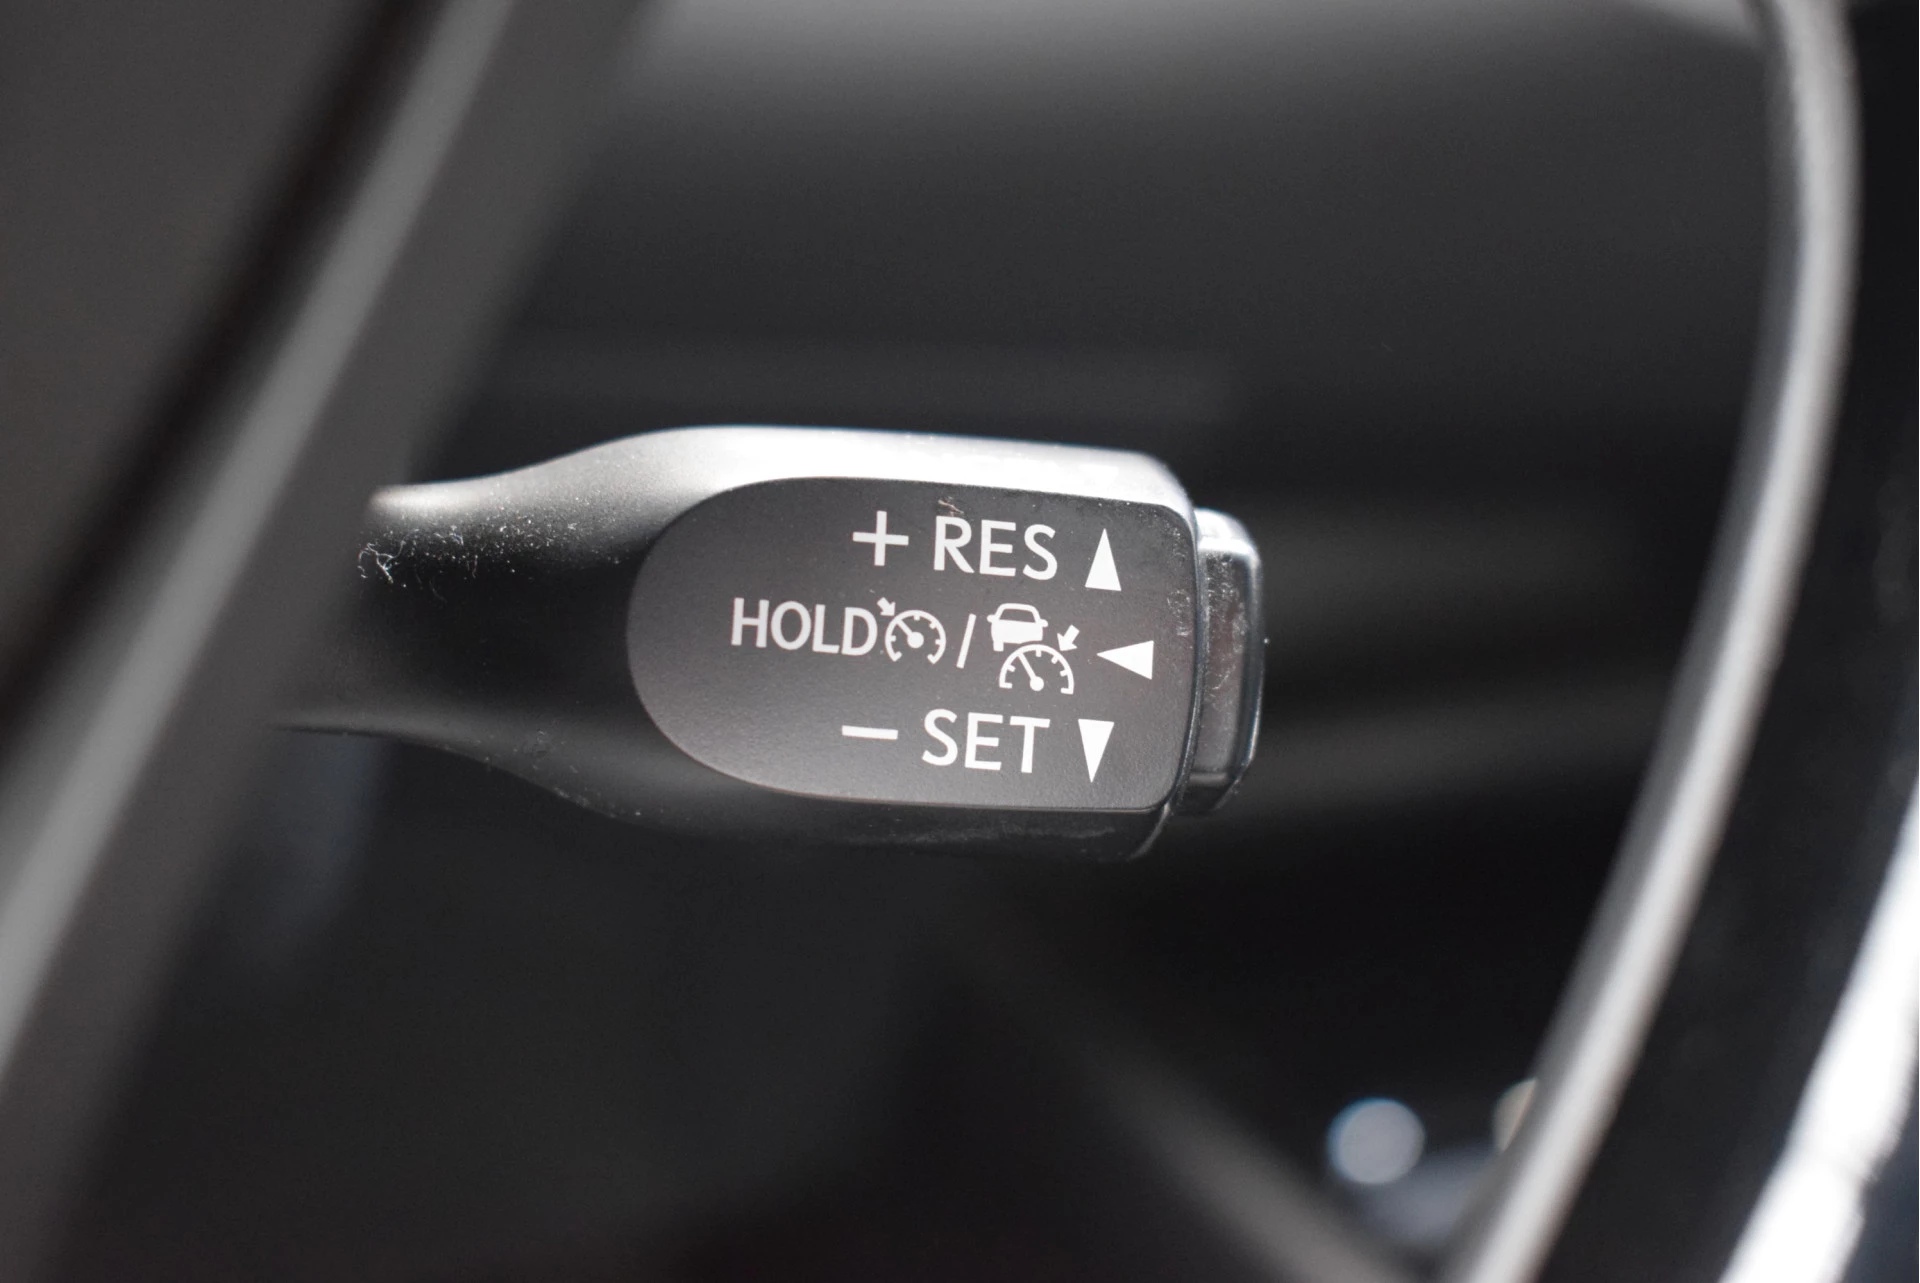 + RES
HOLD /
− SET